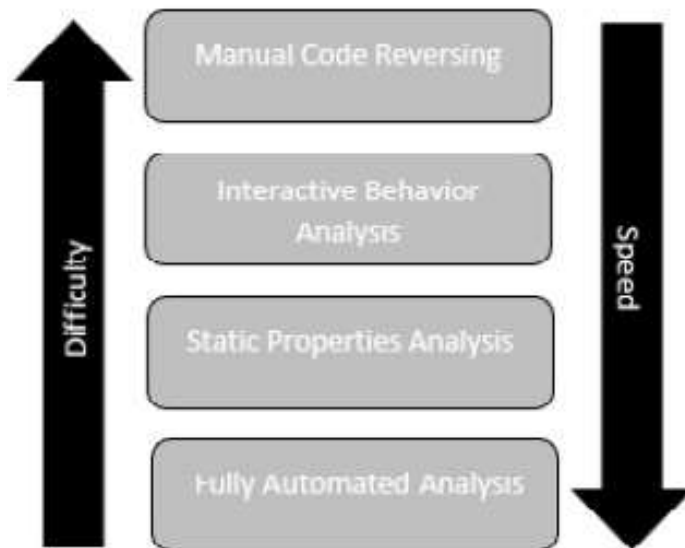 Manual Code Reversing
Interactive Behavior
Analysis
Static Properties Analysis
Fully Automated Analysis
Difficulty
Speed